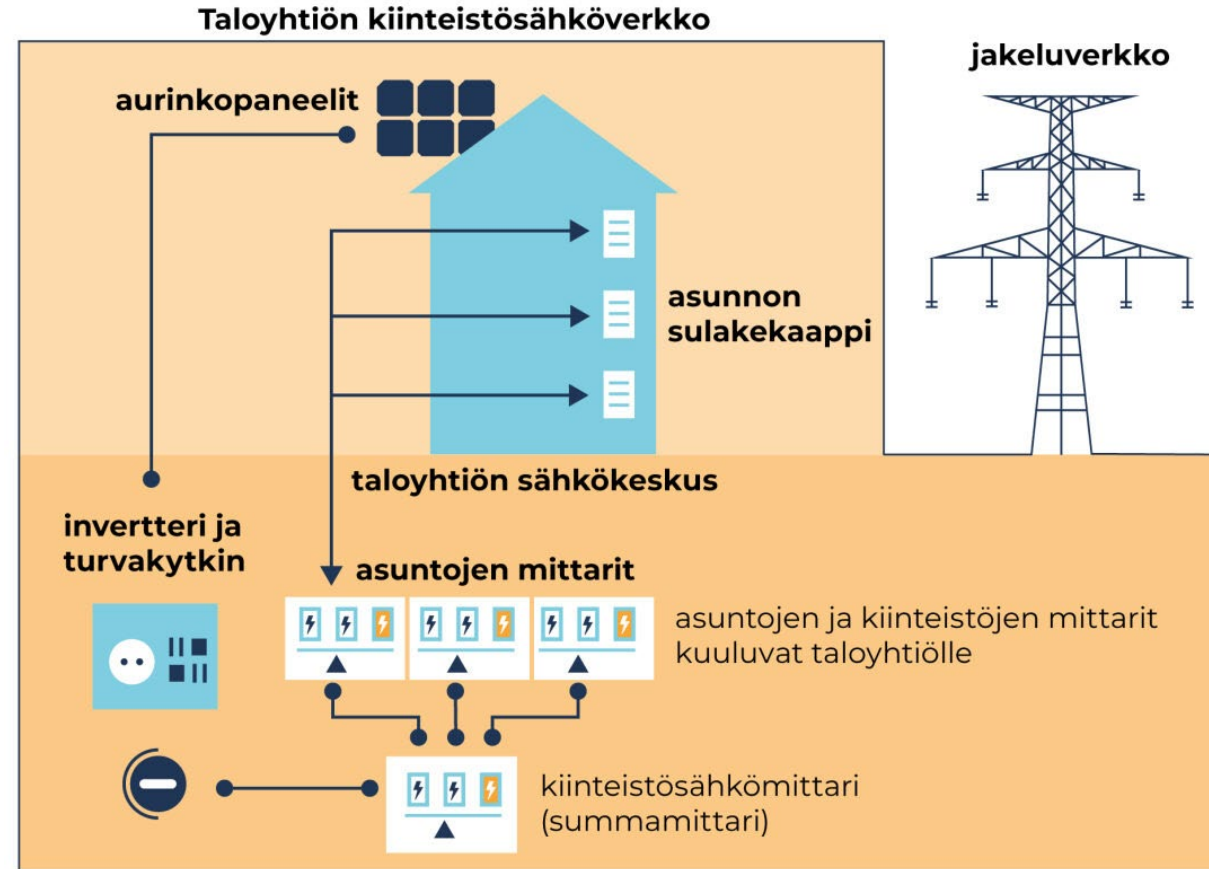 Taloyhtiön kiinteistösähköverkko
jakeluverkko
aurinkopaneelit
asunnon
sulakekaappi
taloyhtiön sähkökeskus
invertteri ja
turvakytkin
asuntojen mittarit
asuntojen ja kiinteistöjen mittarit
kuuluvat taloyhtiölle
kiinteistösähkömittari
(summamittari)